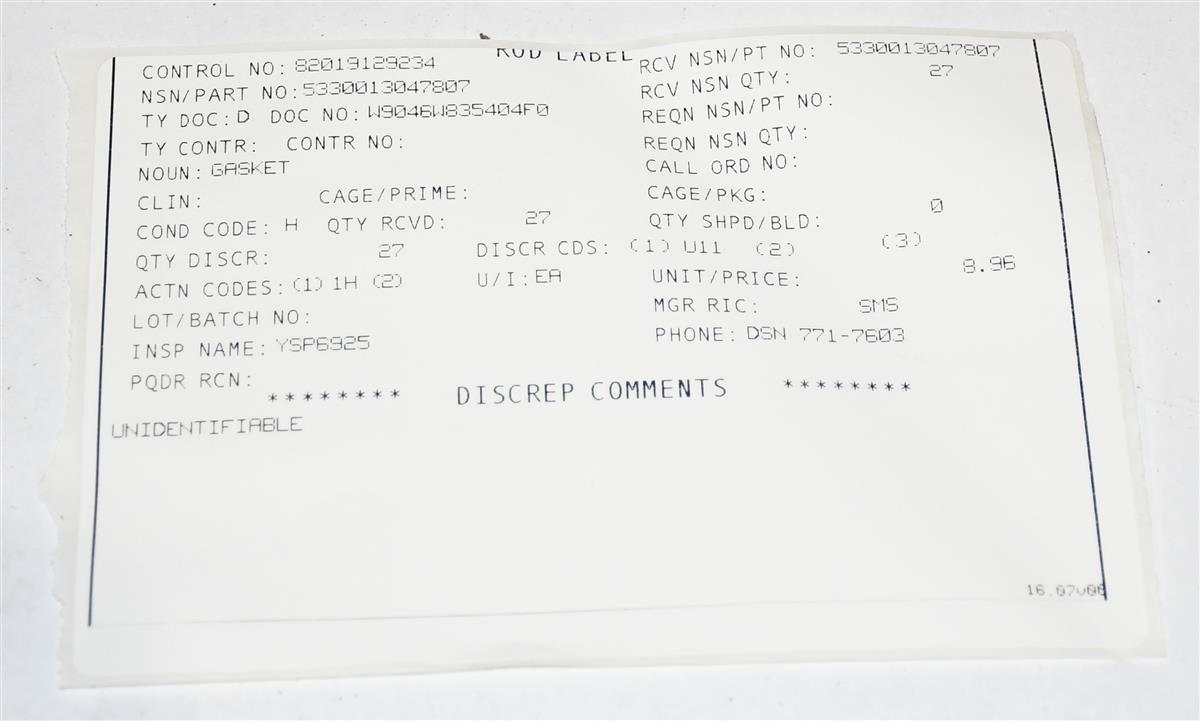 ROD LABEL
CONTROL NO: 82019129234 RCV NSN/PT NO: 5330013047807
NSN/PART NO: 5330013047807 RCV NSN QTY: 27
TY DOC: D DOC NO: W9046W835404F0 REQN NSN/PT NO:
TY CONTR: CONTR NO: REQN NSN QTY:
NOUN: GASKET CALL ORD NO:
CLIN: CAGE/PRIME: CAGE/PKG:
COND CODE: H QTY RCVD: 27 QTY SHPD/BLD: 0
QTY DISCR: 27 DISCR CDS: (1) U11 (2) (3)
ACTN CODES: (1) 1H (2) U/I: EA UNIT/PRICE: 8.96
LOT/BATCH NO: MGR RIC: SMS
INSP NAME: YSP6925 PHONE: DSN 771-7603
PQDR RCN:
******** DISCREP COMMENTS ********
UNIDENTIFIABLE
16.07v00